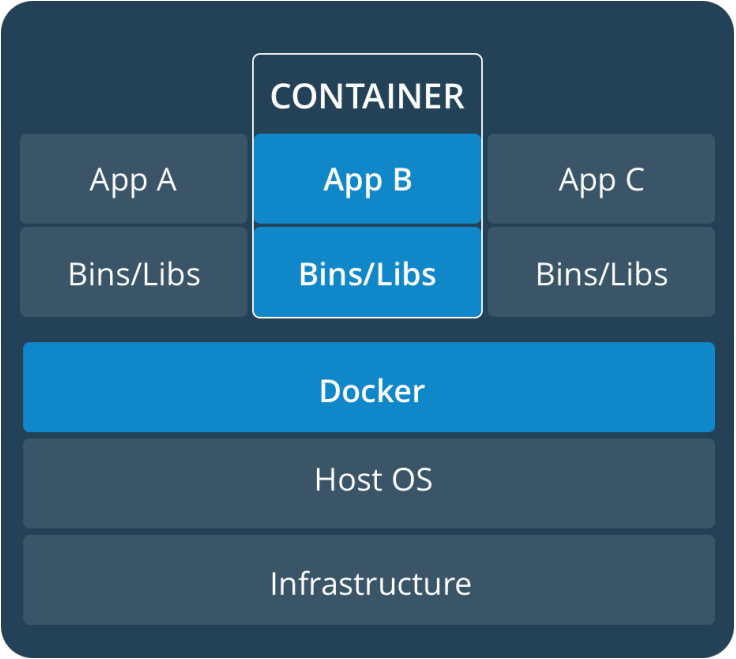 CONTAINER
App A App B App C
Bins/Libs Bins/Libs Bins/Libs
Docker
Host OS
Infrastructure